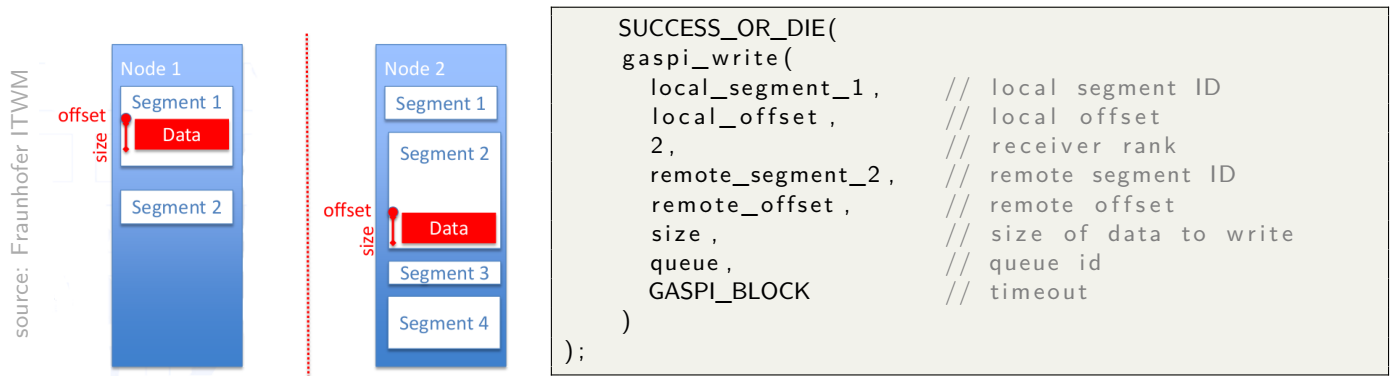 source: Fraunhofer ITWM
Node 1
Segment 1
offset
size
Data
Segment 2
Node 2
Segment 1
Segment 2
offset
size
Data
Segment 3
Segment 4
SUCCESS_OR_DIE(
gaspi_write(
local_segment_1, // local segment ID
local_offset, // local offset
2, // receiver rank
remote_segment_2, // remote segment ID
remote_offset, // remote offset
size, // size of data to write
queue, // queue id
GASPI_BLOCK // timeout
)
);